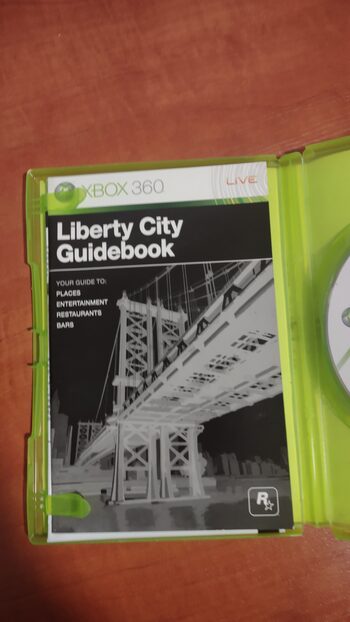 XBOX 360
LIVE
Liberty City
Guidebook
YOUR GUIDE TO:
PLACES
ENTERTAINMENT
RESTAURANTS
BARS
R